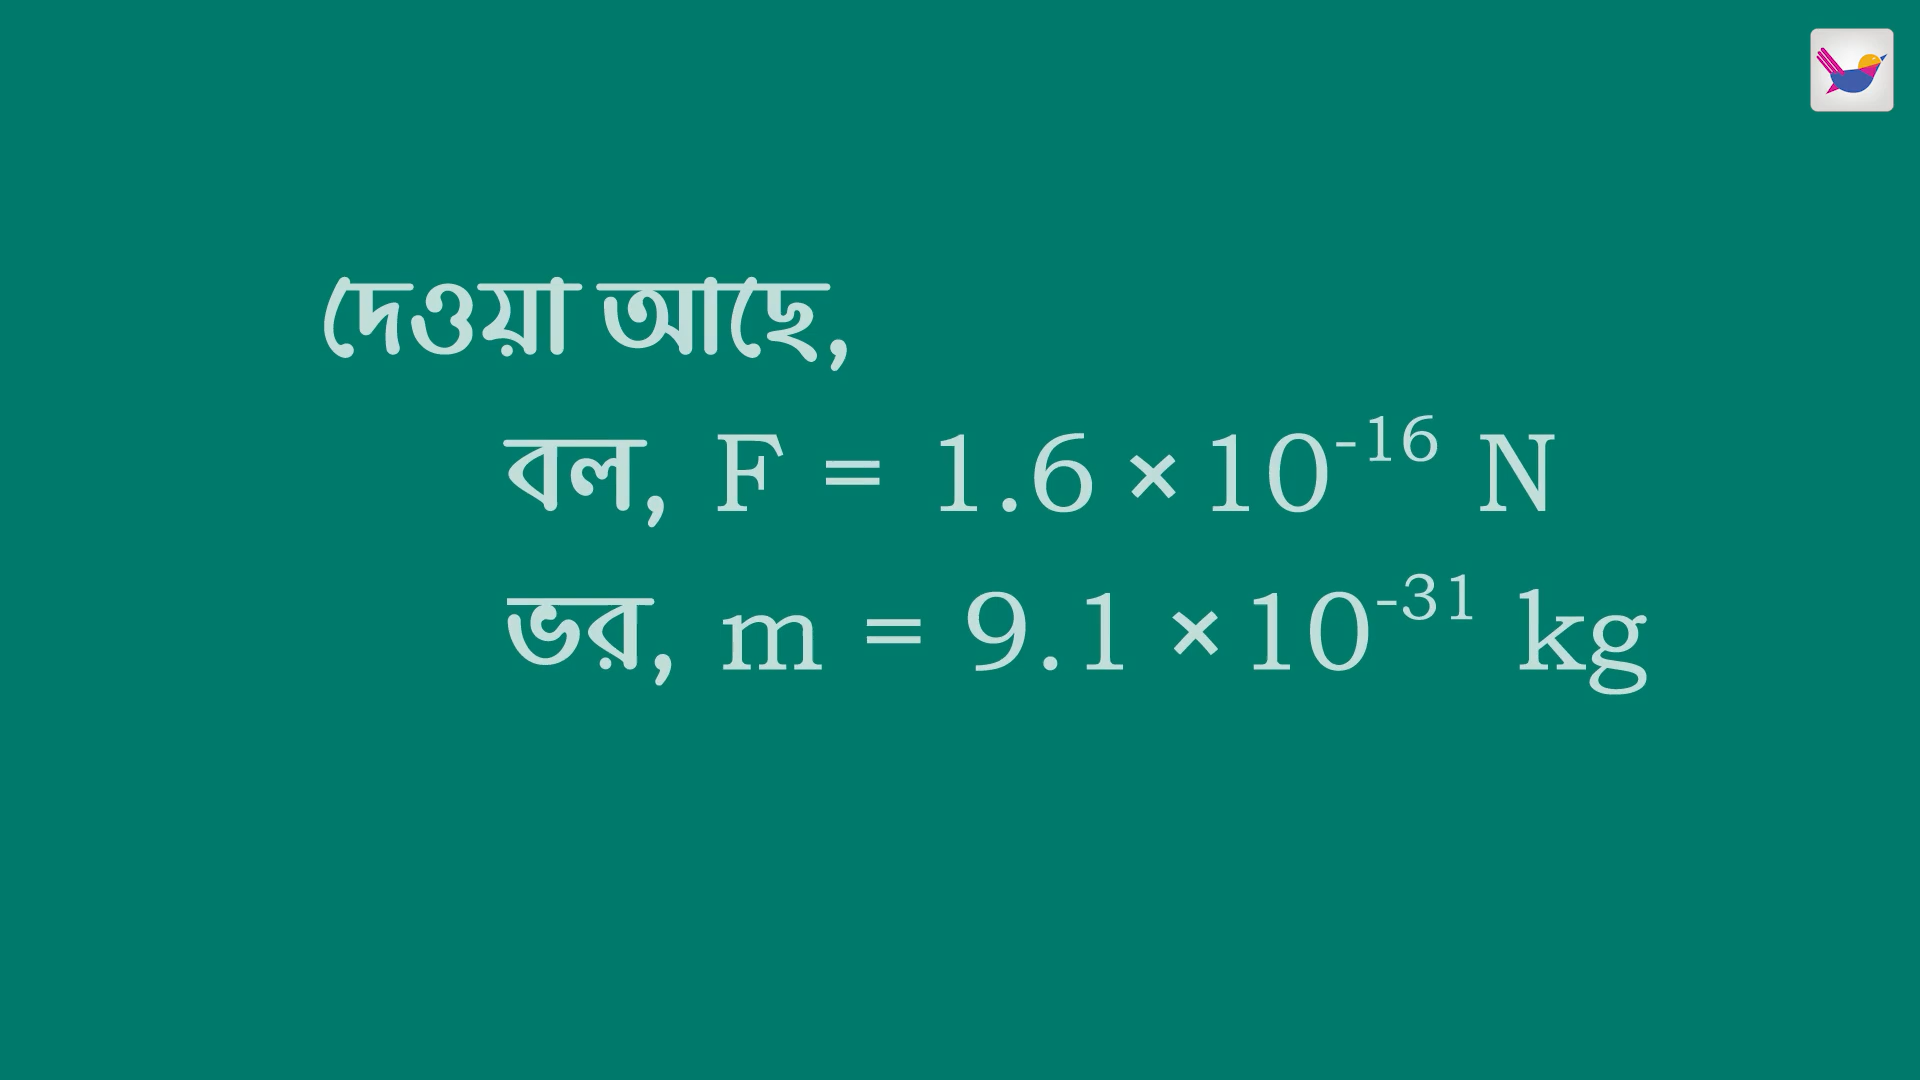 দেওয়া আছে,
বল, F = 1.6 ×10⁻¹⁶ N
ভর, m = 9.1 ×10⁻³¹ kg